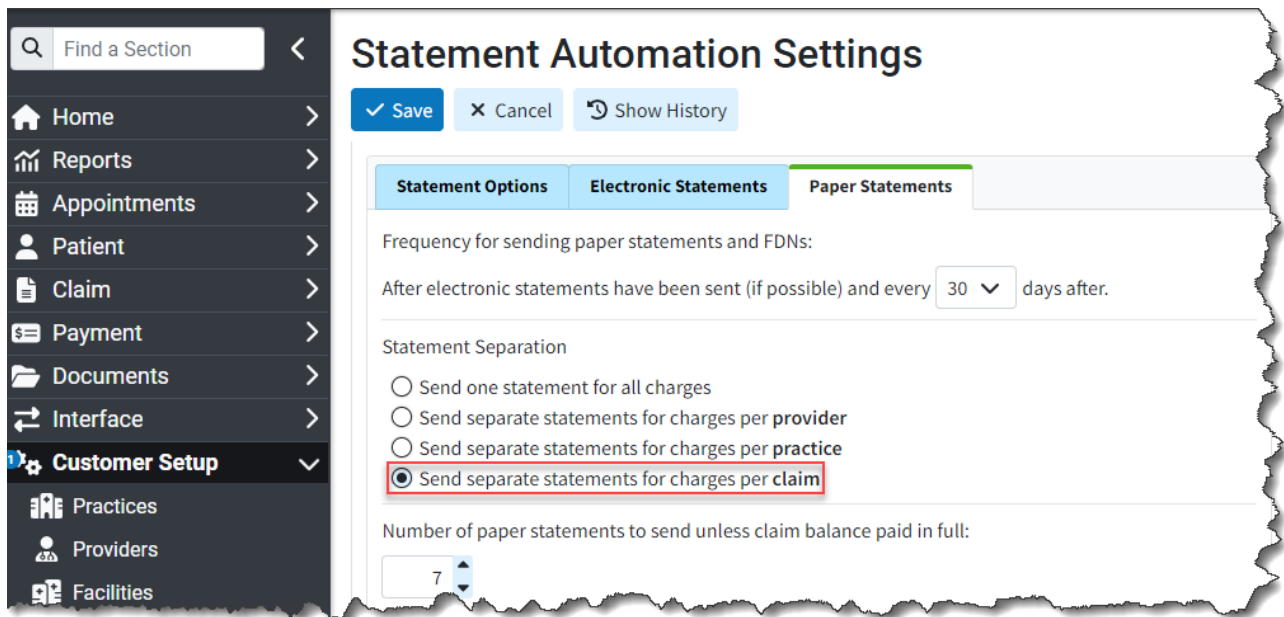 Find a Section
Home
Reports
Appointments
Patient
Claim
Payment
Documents
Interface
1
Customer Setup
Practices
Providers
Facilities
Statement Automation Settings
Save
Cancel
Show History
Statement Options
Electronic Statements
Paper Statements
Frequency for sending paper statements and FDNs:
After electronic statements have been sent (if possible) and every 30 days after.
Statement Separation
Send one statement for all charges
Send separate statements for charges per provider
Send separate statements for charges per practice
Send separate statements for charges per claim
Number of paper statements to send unless claim balance paid in full:
7